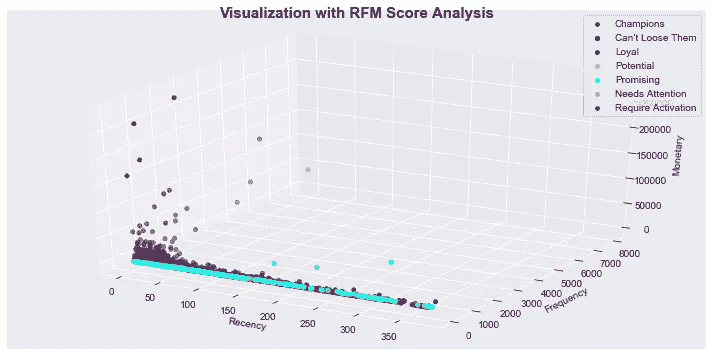 Visualization with RFM Score Analysis
Champions
Can't Loose Them
Loyal
Potential
Promising
Needs Attention
Require Activation
200000
150000
100000
50000
0
Monetary
8000
7000
6000
5000
4000
3000
2000
1000
0
Frequency
0
50
100
150
200
250
300
350
Recency